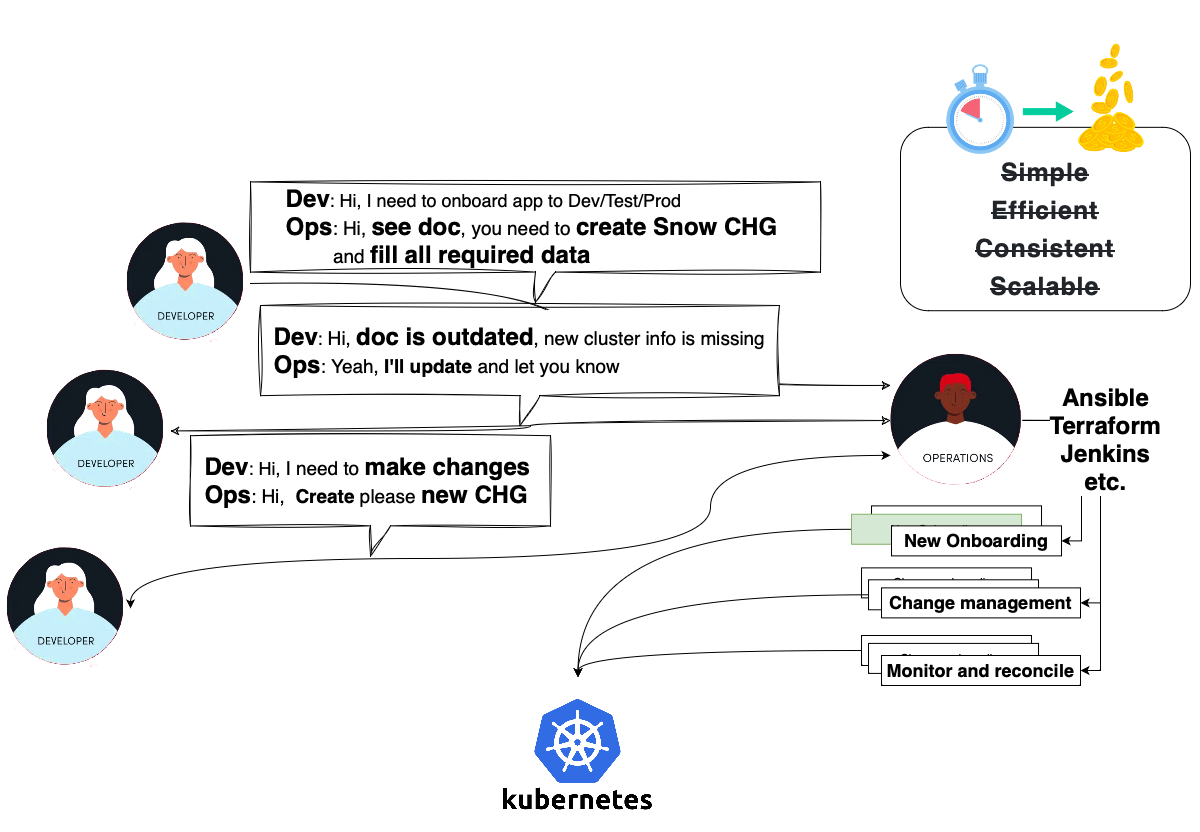 Simple
Efficient
Consistent
Scalable
Dev: Hi, I need to onboard app to Dev/Test/Prod
Ops: Hi, see doc, you need to create Snow CHG
and fill all required data
DEVELOPER
Dev: Hi, doc is outdated, new cluster info is missing
Ops: Yeah, I'll update and let you know
DEVELOPER
OPERATIONS
Ansible
Terraform
Jenkins
etc.
Dev: Hi, I need to make changes
Ops: Hi, Create please new CHG
DEVELOPER
New Onboarding
Change management
Monitor and reconcile
kubernetes